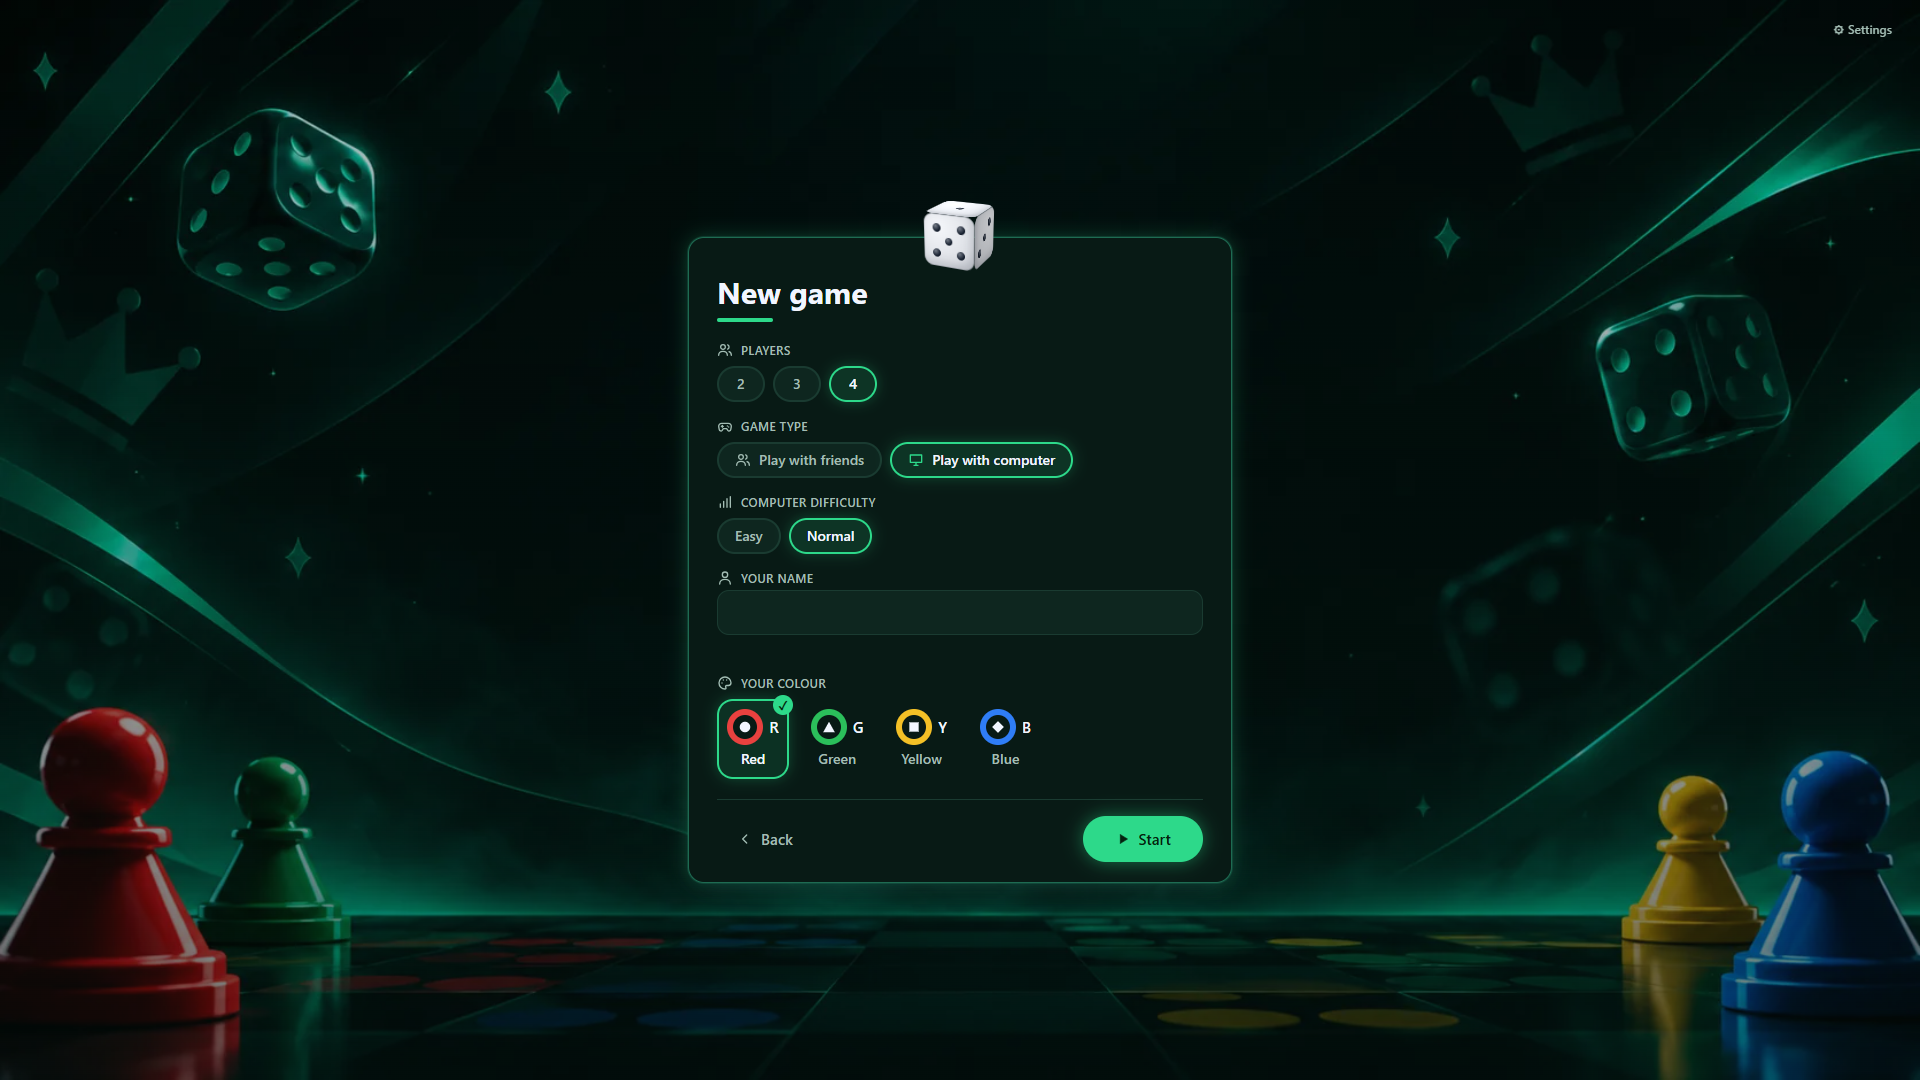 Settings
New game
PLAYERS
2 3 4
GAME TYPE
Play with friends Play with computer
COMPUTER DIFFICULTY
Easy Normal
YOUR NAME
YOUR COLOUR
R G Y B
Red Green Yellow Blue
Back Start